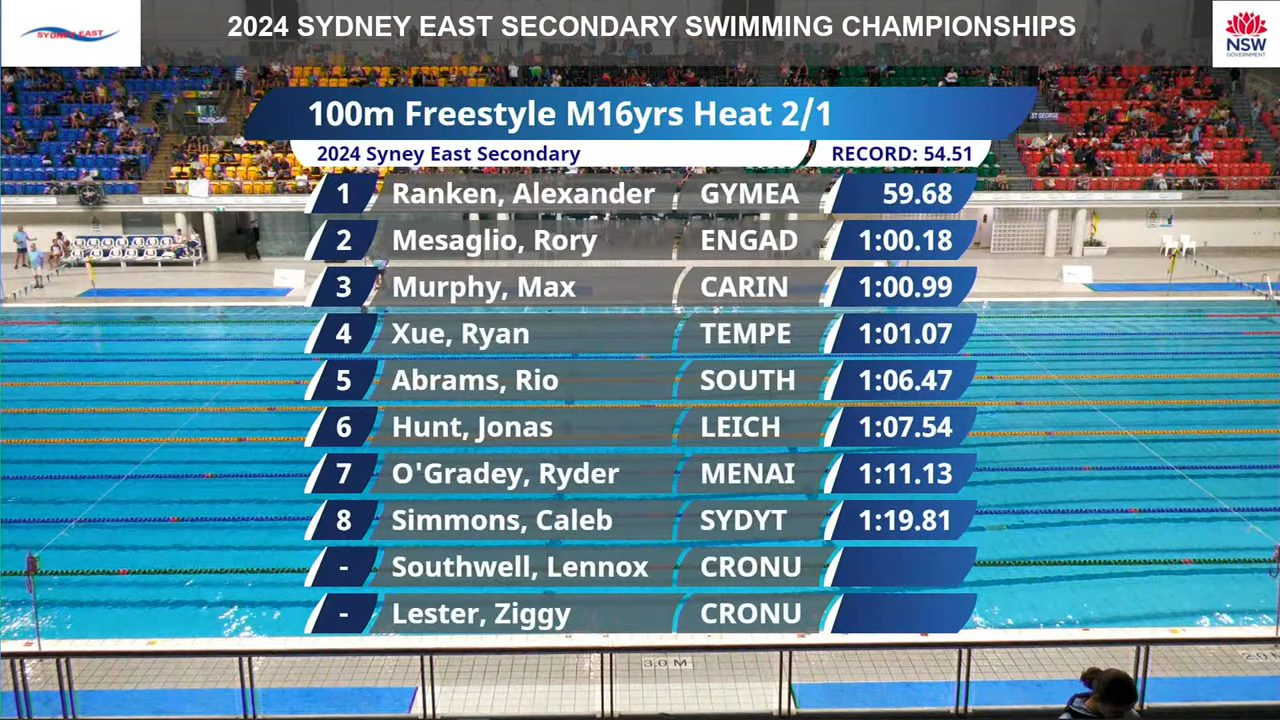 SYDNEY EAST
2024 SYDNEY EAST SECONDARY SWIMMING CHAMPIONSHIPS
NSW
GOVERNMENT
100m Freestyle M16yrs Heat 2/1
2024 Syney East Secondary RECORD: 54.51
1 Ranken, Alexander GYMEA 59.68
2 Mesaglio, Rory ENGAD 1:00.18
3 Murphy, Max CARIN 1:00.99
4 Xue, Ryan TEMPE 1:01.07
5 Abrams, Rio SOUTH 1:06.47
6 Hunt, Jonas LEICH 1:07.54
7 O'Gradey, Ryder MENAI 1:11.13
8 Simmons, Caleb SYDYT 1:19.81
- Southwell, Lennox CRONU
- Lester, Ziggy CRONU
3.0 M